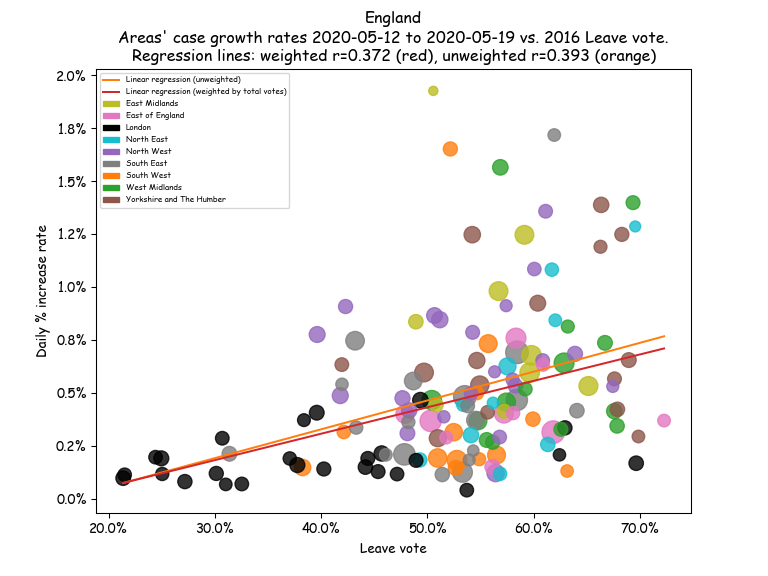 England
Areas' case growth rates 2020-05-12 to 2020-05-19 vs. 2016 Leave vote.
Regression lines: weighted r=0.372 (red), unweighted r=0.393 (orange)
2.0%
1.8%
1.5%
1.2%
1.0%
0.8%
0.5%
0.2%
0.0%
Daily % increase rate
Linear regression (unweighted)
Linear regression (weighted by total votes)
East Midlands
East of England
London
North East
North West
South East
South West
West Midlands
Yorkshire and The Humber
20.0% 30.0% 40.0% 50.0% 60.0% 70.0%
Leave vote